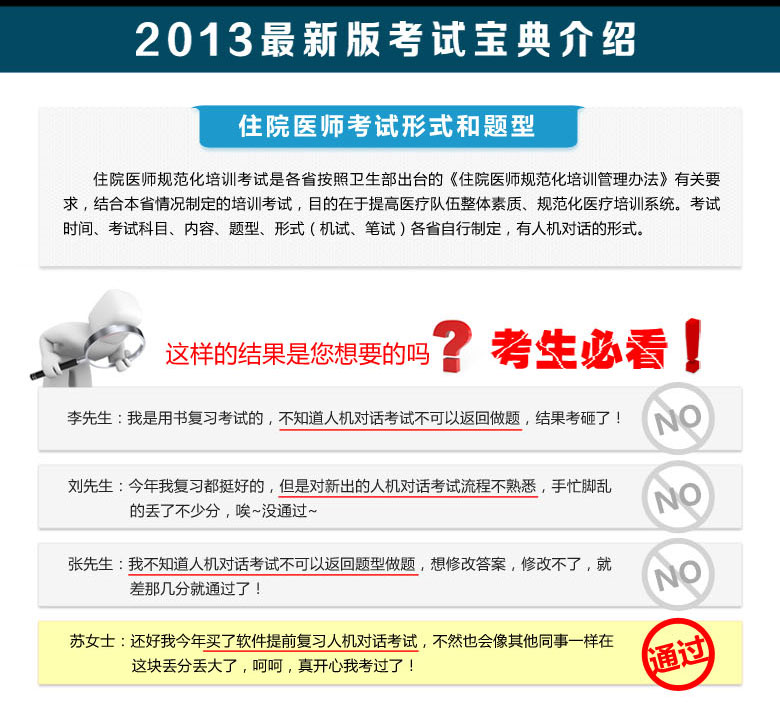 2013最新版考试宝典介绍
住院医师考试形式和题型
住院医师规范化培训考试是各省按照卫生部出台的《住院医师规范化培训管理办法》有关要
求，结合本省情况制定的培训考试，目的在于提高医疗队伍整体素质、规范化医疗培训系统。考试
时间、考试科目、内容、题型、形式（机试、笔试）各省自行制定，有人机对话的形式。
这样的结果是您想要的吗？考生必看！
李先生：我是用书复习考试的，不知道人机对话考试不可以返回做题，结果考砸了！
NO
刘先生：今年我复习都挺好的，但是对新出的人机对话考试流程不熟悉，手忙脚乱
的丢了不少分，唉~没通过~
NO
张先生：我不知道人机对话考试不可以返回题型做题，想修改答案，修改不了，就
差那几分就通过了！
NO
苏女士：还好我今年买了软件提前复习人机对话考试，不然也会像其他同事一样在
这块丢分丢大了，呵呵，真开心我考过了！
通过